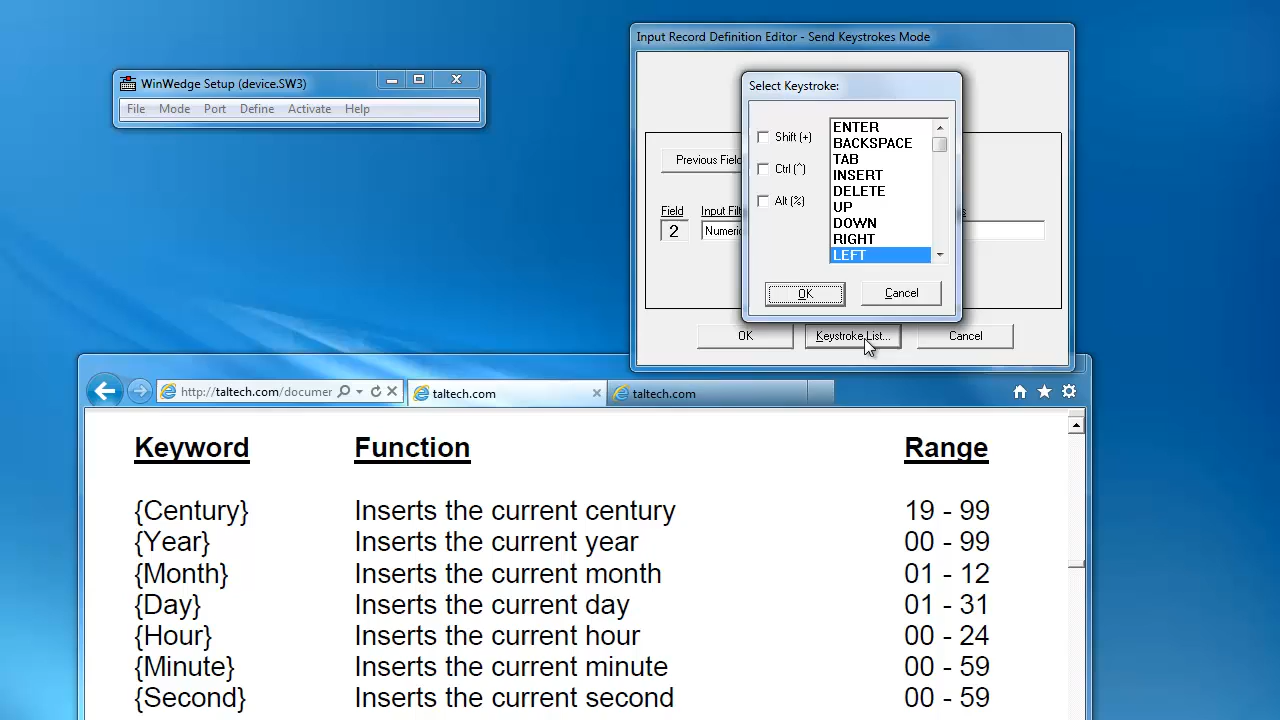 Input Record Definition Editor - Send Keystrokes Mode
WinWedge Setup (device.SW3)
File Mode Port Define Activate Help
Select Keystroke:
Shift (+)
Ctrl (^)
Alt (%)
ENTER
BACKSPACE
TAB
INSERT
DELETE
UP
DOWN
RIGHT
LEFT
OK Cancel
Previous Field
Field Input Filt
2 Numeric
OK Keystroke List... Cancel
http://taltech.com/documen taltech.com taltech.com
Keyword Function Range
{Century} Inserts the current century 19 - 99
{Year} Inserts the current year 00 - 99
{Month} Inserts the current month 01 - 12
{Day} Inserts the current day 01 - 31
{Hour} Inserts the current hour 00 - 24
{Minute} Inserts the current minute 00 - 59
{Second} Inserts the current second 00 - 59